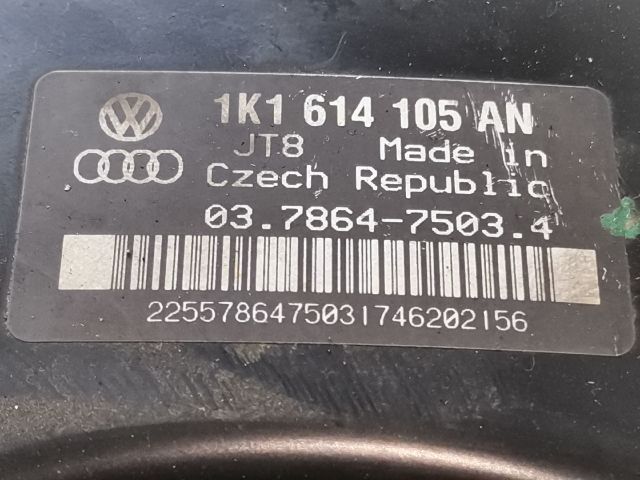 1K1 614 105 AN
JT8 Made in
Czech Republic
03.7864-7503.4
2255786475031746202156